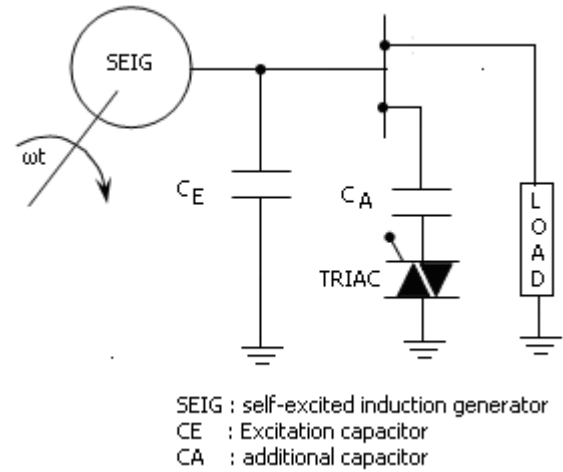 SEIG
ωt
CE
CA
TRIAC
LOAD
SEIG : self-excited induction generator
CE : Excitation capacitor
CA : additional capacitor